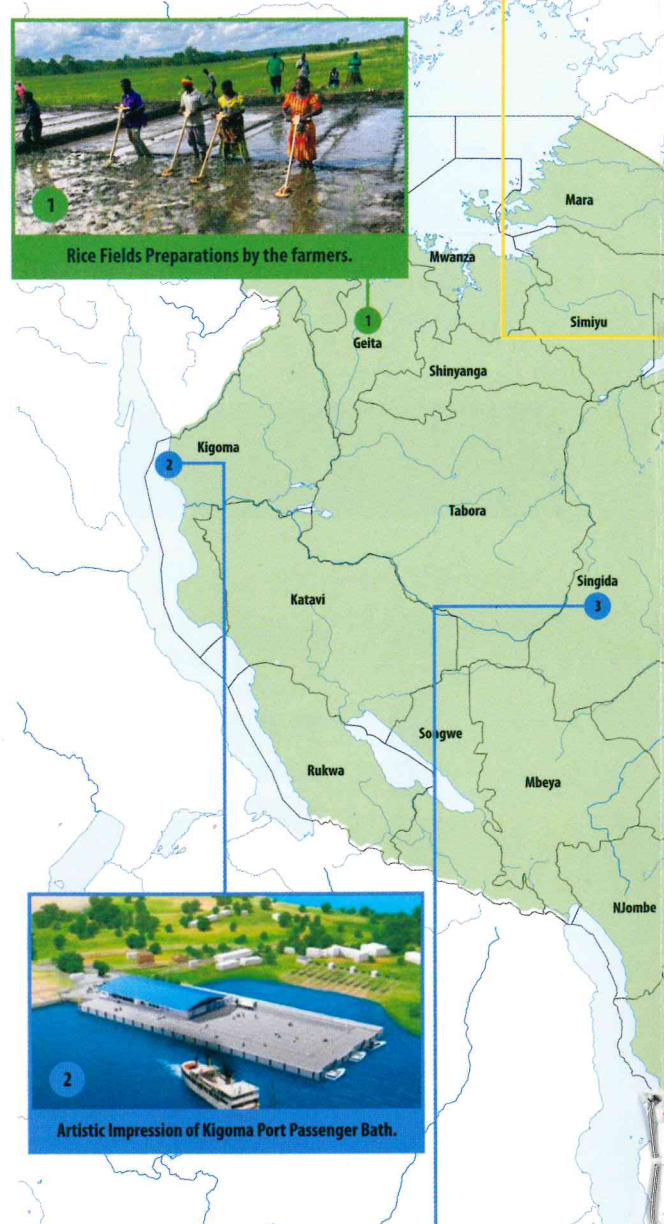 1
Rice Fields Preparations by the farmers.
Mara
Mwanza
1
Simiyu
Geita
Shinyanga
Kigoma
2
Tabora
Singida
Katavi
3
Songwe
Rukwa
Mbeya
NJombe
2
Artistic Impression of Kigoma Port Passenger Bath.